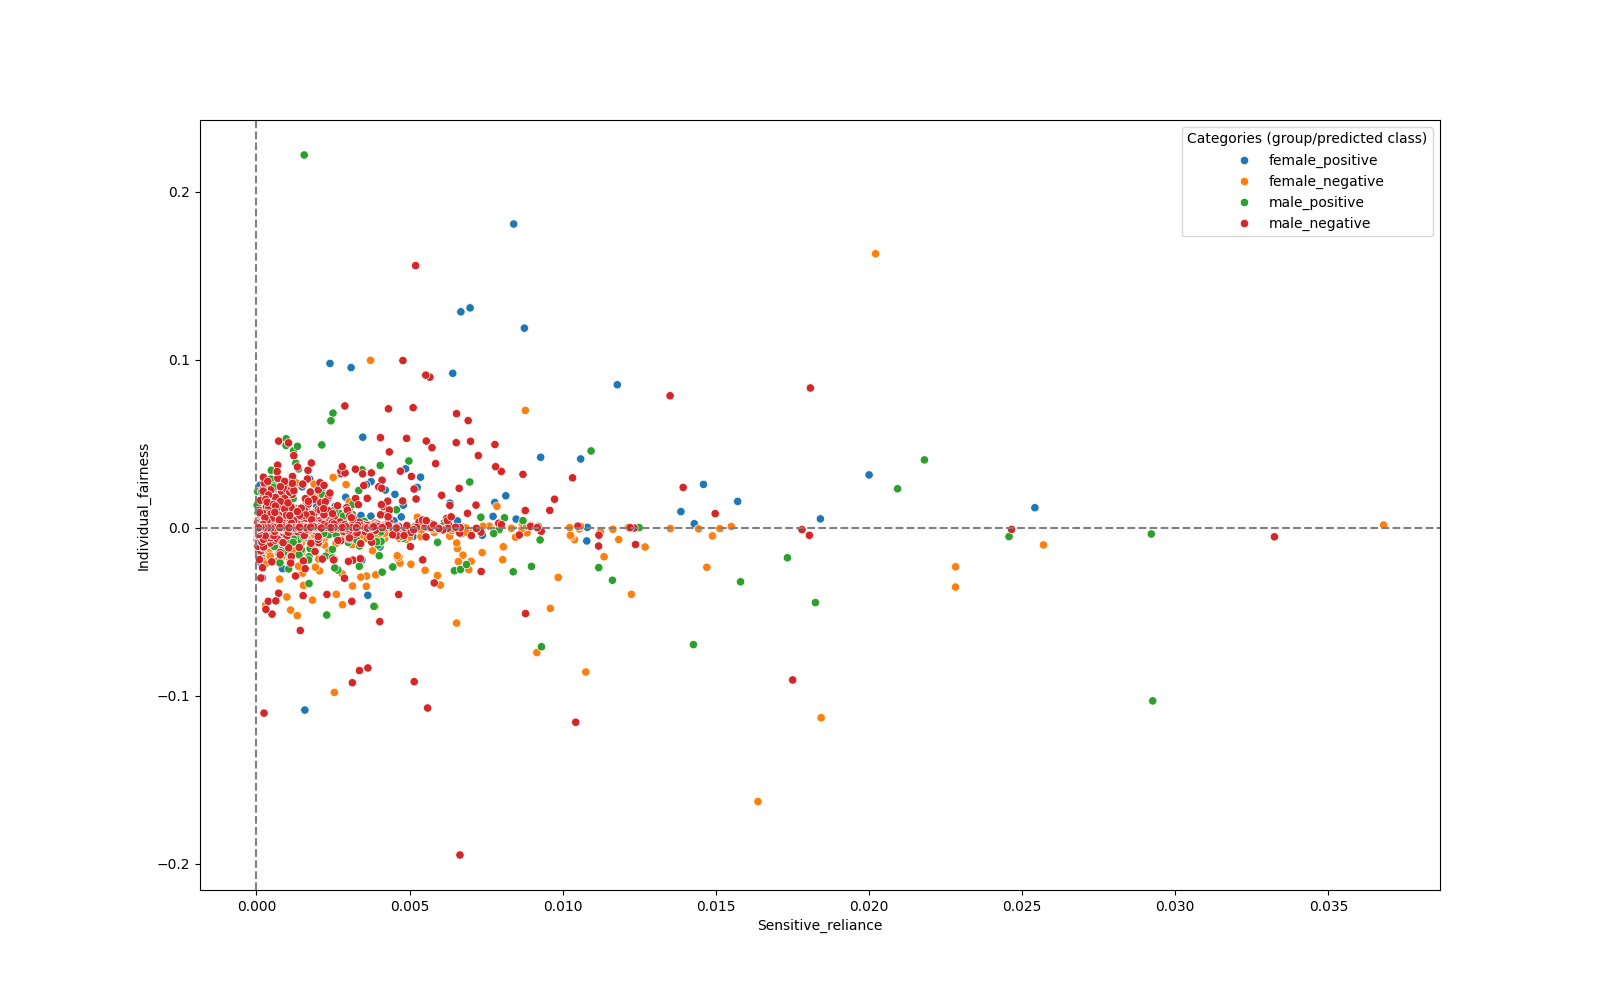 Categories (group/predicted class)
female_positive
female_negative
male_positive
male_negative
0.2
0.1
0.0
−0.1
−0.2
Individual_fairness
0.000 0.005 0.010 0.015 0.020 0.025 0.030 0.035
Sensitive_reliance